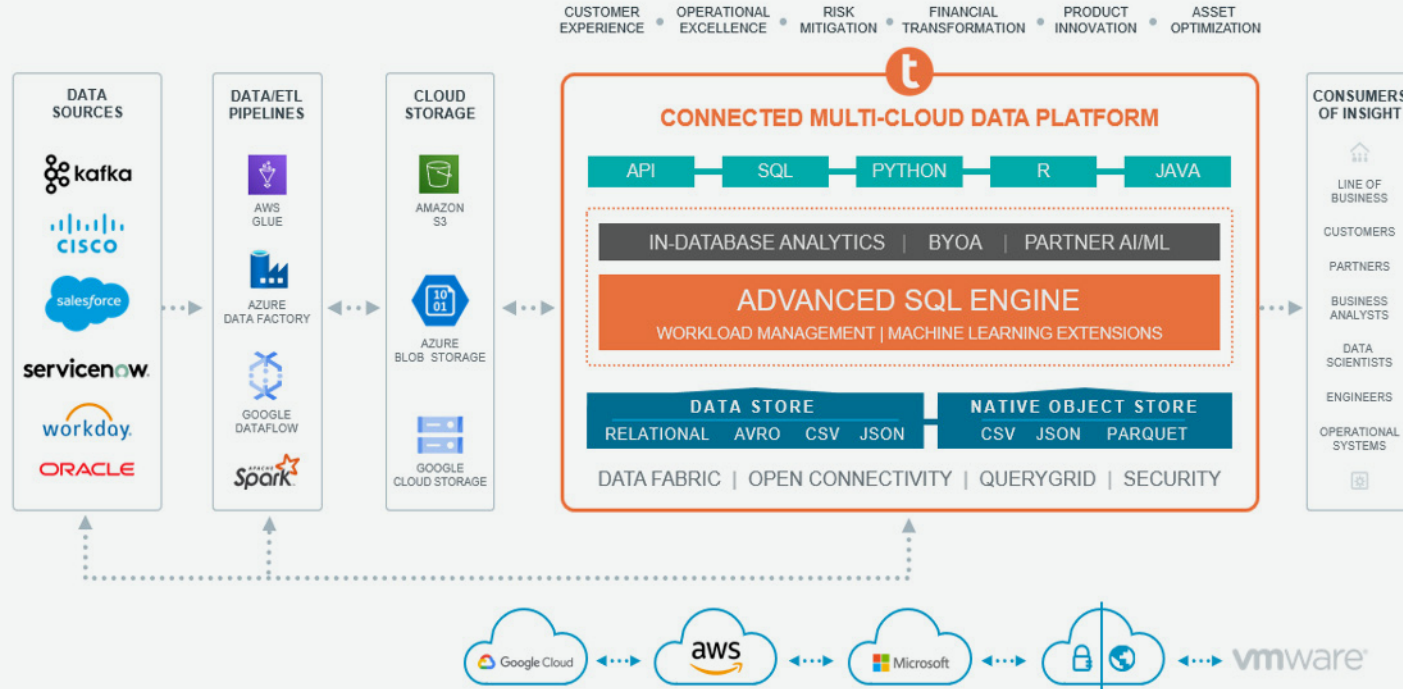 CUSTOMER EXPERIENCE • OPERATIONAL EXCELLENCE • RISK MITIGATION • FINANCIAL TRANSFORMATION • PRODUCT INNOVATION • ASSET OPTIMIZATION
DATA
SOURCES
kafka
CISCO
salesforce
servicenow.
workday.
ORACLE
DATA/ETL
PIPELINES
AWS
GLUE
AZURE
DATA FACTORY
GOOGLE
DATAFLOW
APACHE
Spark
CLOUD
STORAGE
AMAZON
S3
10
01
AZURE
BLOB STORAGE
GOOGLE
CLOUD STORAGE
t
CONNECTED MULTI-CLOUD DATA PLATFORM
API SQL PYTHON R JAVA
IN-DATABASE ANALYTICS | BYOA | PARTNER AI/ML
ADVANCED SQL ENGINE
WORKLOAD MANAGEMENT | MACHINE LEARNING EXTENSIONS
DATA STORE
RELATIONAL AVRO CSV JSON
NATIVE OBJECT STORE
CSV JSON PARQUET
DATA FABRIC | OPEN CONNECTIVITY | QUERYGRID | SECURITY
CONSUMERS
OF INSIGHT
LINE OF
BUSINESS
CUSTOMERS
PARTNERS
BUSINESS
ANALYSTS
DATA
SCIENTISTS
ENGINEERS
OPERATIONAL
SYSTEMS
Google Cloud
aws
Microsoft
vmware